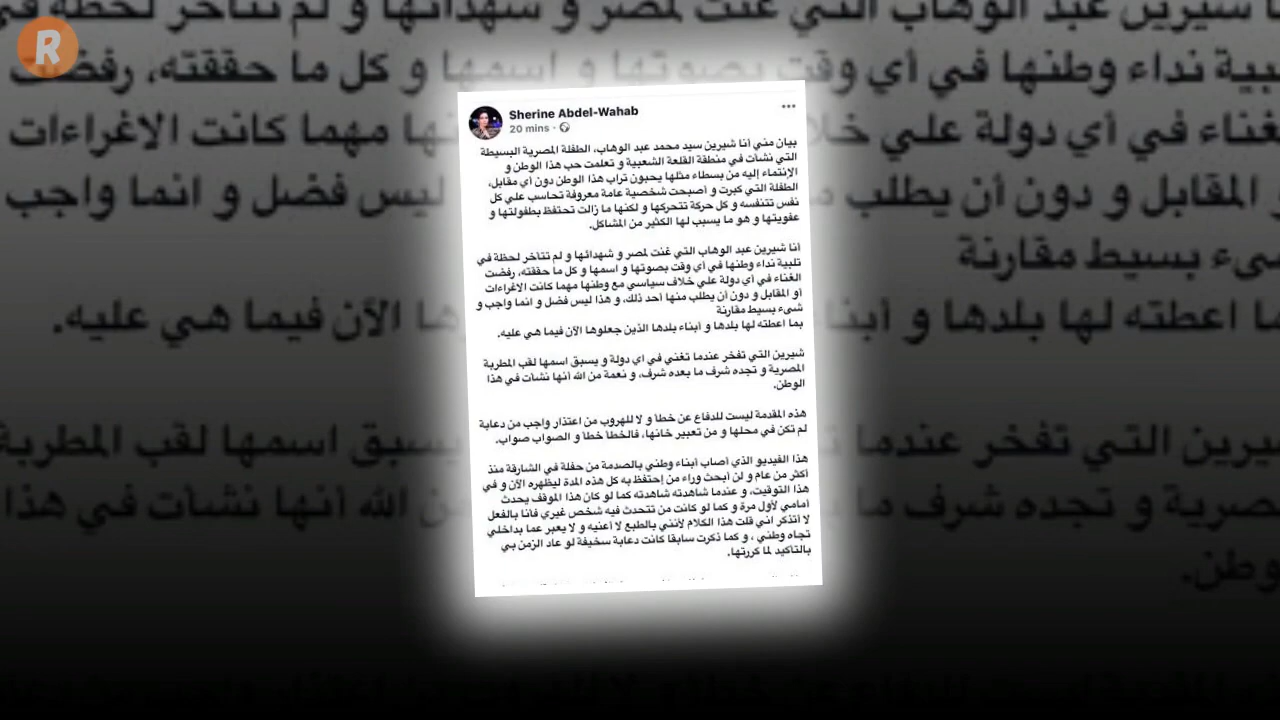 R
Sherine Abdel-Wahab
20 mins ·
بيان مني أنا شيرين سيد محمد عبد الوهاب، الطفلة المصرية البسيطة
التي نشأت في منطقة القلعة الشعبية و تعلمت حب هذا الوطن و
الإنتماء إليه من بسطاء مثلها يحبون تراب هذا الوطن دون أي مقابل،
الطفلة التي كبرت و أصبحت شخصية عامة معروفة تحاسب علي كل
نفس تتنفسه و كل حركة تتحركها و لكنها ما زالت تحتفظ بطفولتها و
عفويتها و هو ما يسبب لها الكثير من المشاكل.
أنا شيرين عبد الوهاب التي غنت لمصر و شهدائها و لم تتأخر لحظة في
تلبية نداء وطنها في أي وقت بصوتها و اسمها و كل ما حققته، رفضت
الغناء في أي دولة علي خلاف سياسي مع وطنها مهما كانت الاغراءات
أو المقابل و دون أن يطلب منها أحد ذلك، و هذا ليس فضل و انما واجب و
شىء بسيط مقارنة
بما اعطته لها بلدها و أبناء بلدها الذين جعلوها الآن فيما هي عليه.
شيرين التي تفخر عندما تغني في اي دولة و يسبق اسمها لقب المطربة
المصرية و تجده شرف ما بعده شرف، و نعمة من الله أنها نشأت في هذا
الوطن.
هذه المقدمة ليست للدفاع عن خطأ و لا للهروب من اعتذار واجب من دعابة
لم تكن في محلها و من تعبير خانها، فالخطأ خطأ و الصواب صواب.
هذا الفيديو الذي أصاب أبناء وطني بالصدمة من حفلة في الشارقة منذ
أكثر من عام و لن أبحث وراء من إحتفظ به كل هذه المدة ليظهره الآن و في
هذا التوقيت، و عندما شاهدته شاهدته كما لو كان هذا الموقف يحدث
أمامي لأول مرة و كما لو كانت من تتحدث فيه شخص غيري فأنا بالفعل
لا أتذكر اني قلت هذا الكلام لأنني بالطبع لا أعنيه و لا يعبر عما بداخلي
تجاه وطني ، و كما ذكرت سابقا كانت دعابة سخيفة لو عاد الزمن بي
بالتأكيد لما كررتها.